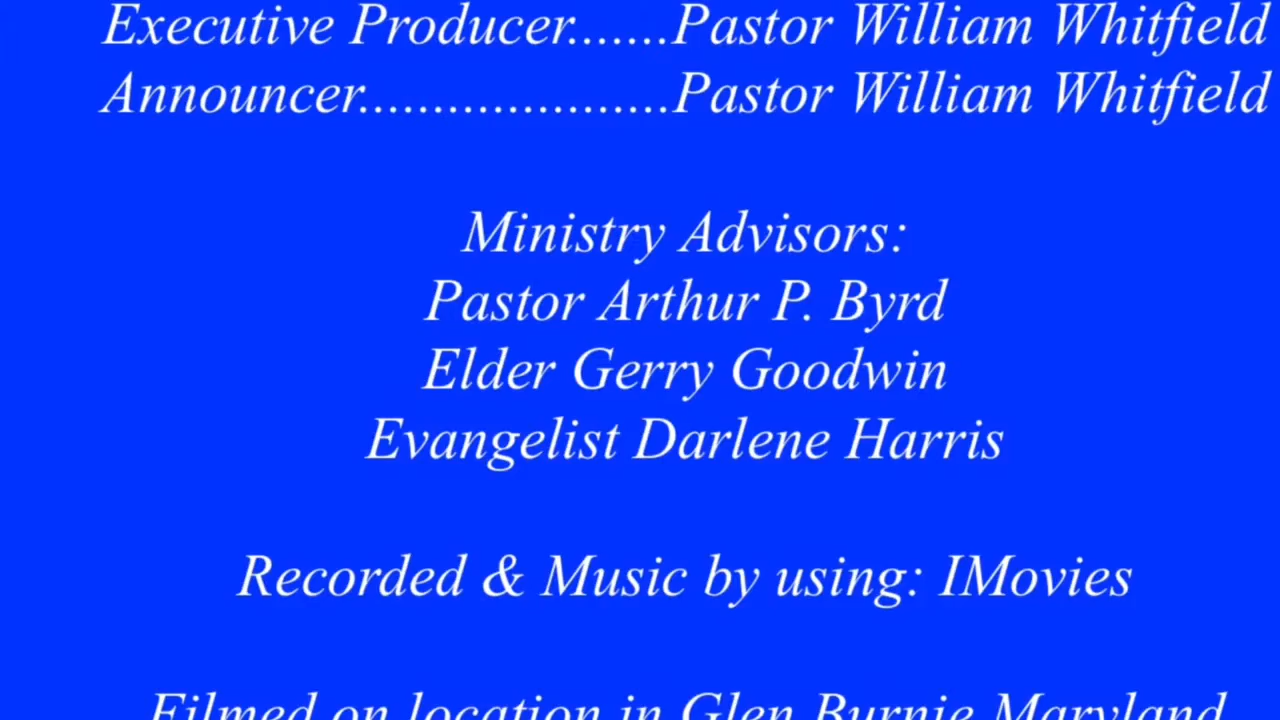 Executive Producer.......Pastor William Whitfield
Announcer.....................Pastor William Whitfield
Ministry Advisors:
Pastor Arthur P. Byrd
Elder Gerry Goodwin
Evangelist Darlene Harris
Recorded & Music by using: IMovies
Filmed on location in Glen Burnie Maryland